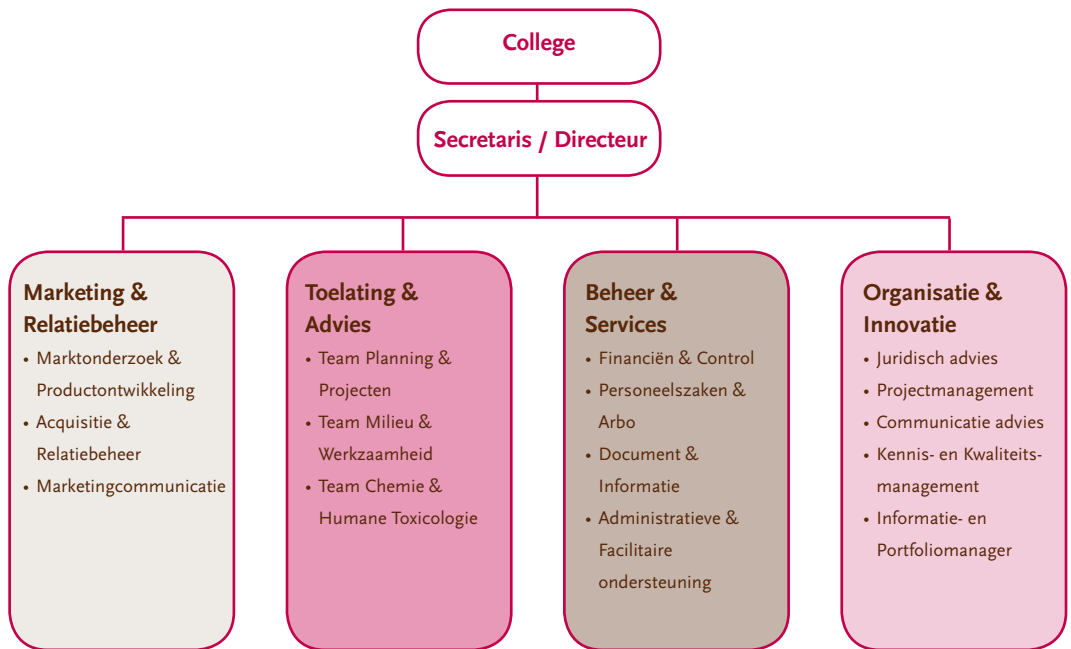 College
Secretaris / Directeur
Marketing &
Relatiebeheer
• Marktonderzoek &
Productontwikkeling
• Acquisitie &
Relatiebeheer
• Marketingcommunicatie
Toelating &
Advies
• Team Planning &
Projecten
• Team Milieu &
Werkzaamheid
• Team Chemie &
Humane Toxicologie
Beheer &
Services
• Financiën & Control
• Personeelszaken &
Arbo
• Document &
Informatie
• Administratieve &
Facilitaire
ondersteuning
Organisatie &
Innovatie
• Juridisch advies
• Projectmanagement
• Communicatie advies
• Kennis- en Kwaliteits-
management
• Informatie- en
Portfoliomanager